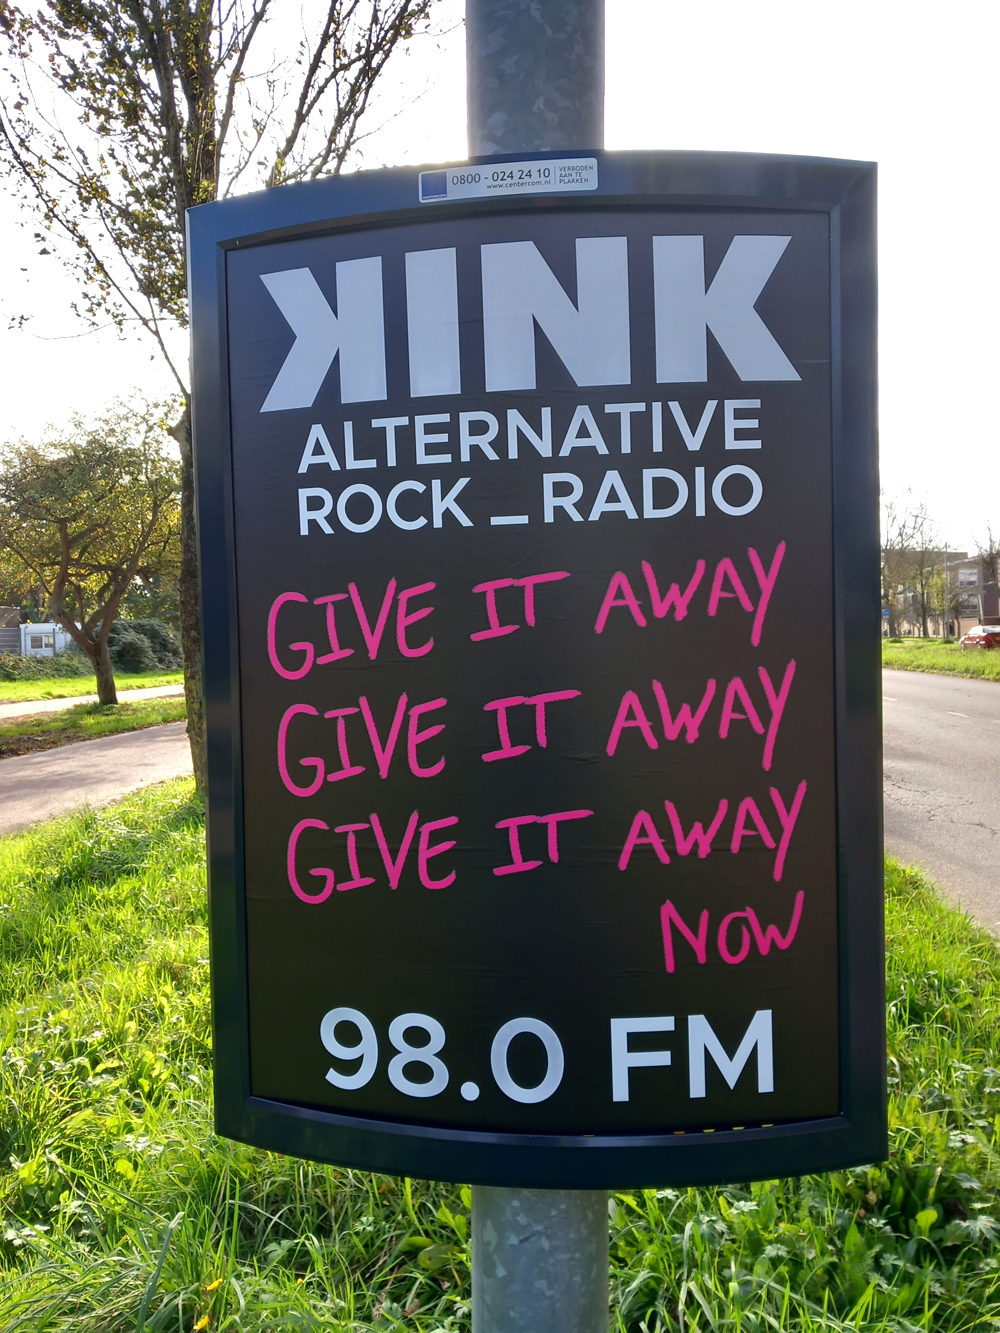 0800 - 024 24 10
www.centercom.nl
VERBODEN
AAN TE
PLAKKEN
KINK
ALTERNATIVE
ROCK_RADIO
GIVE IT AWAY
GIVE IT AWAY
GIVE IT AWAY
NOW
98.0 FM